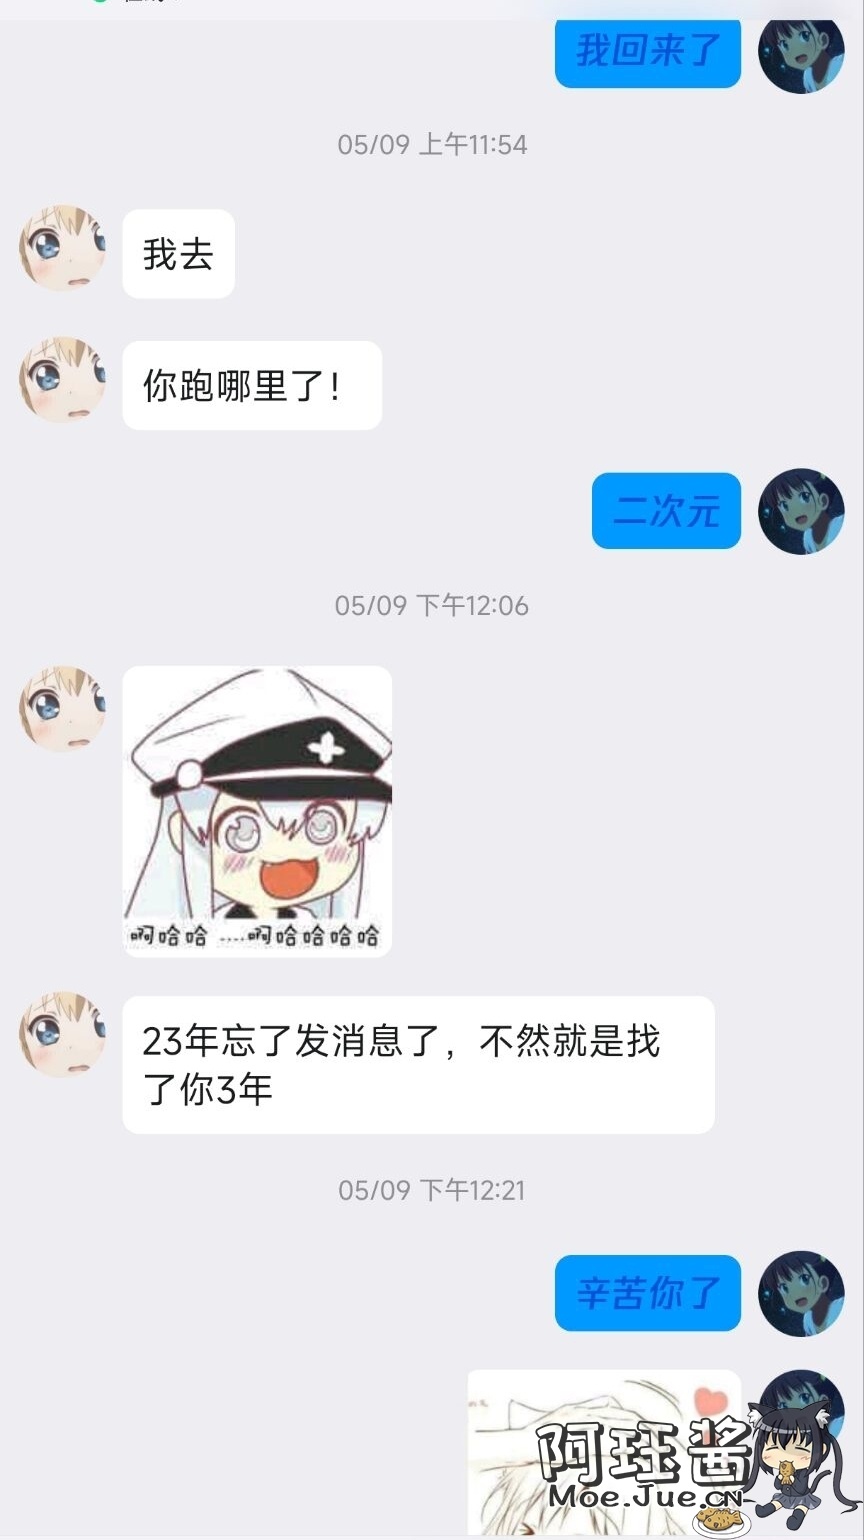 我回来了
05/09 上午11:54
我去
你跑哪里了！
二次元
05/09 下午12:06
啊哈哈 ....啊哈哈哈哈
23年忘了发消息了，不然就是找
了你3年
05/09 下午12:21
辛苦你了
阿珏酱
Moe.Jue.cn